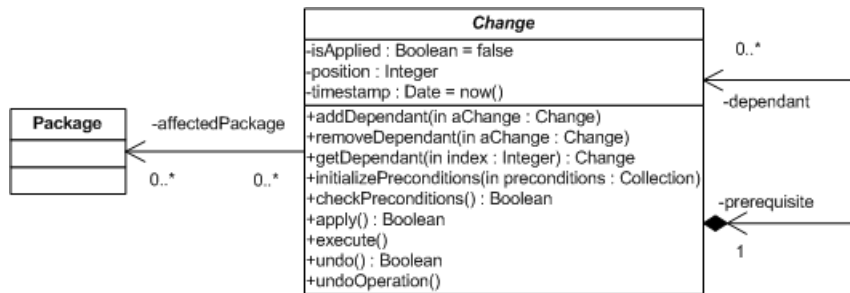 Change
-isApplied : Boolean = false
-position : Integer
-timestamp : Date = now()
+addDependant(in aChange : Change)
+removeDependant(in aChange : Change)
+getDependant(in index : Integer) : Change
+initializePreconditions(in preconditions : Collection)
+checkPreconditions() : Boolean
+apply() : Boolean
+execute()
+undo() : Boolean
+undoOperation()
Package
-affectedPackage
0..*
0..*
0..*
-dependant
-prerequisite
1